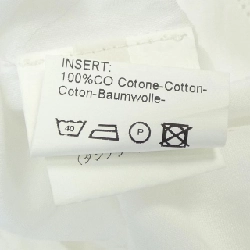 INSERT:
100%CO Cotone-Cotton-
Coton-Baumwolle-
40 P